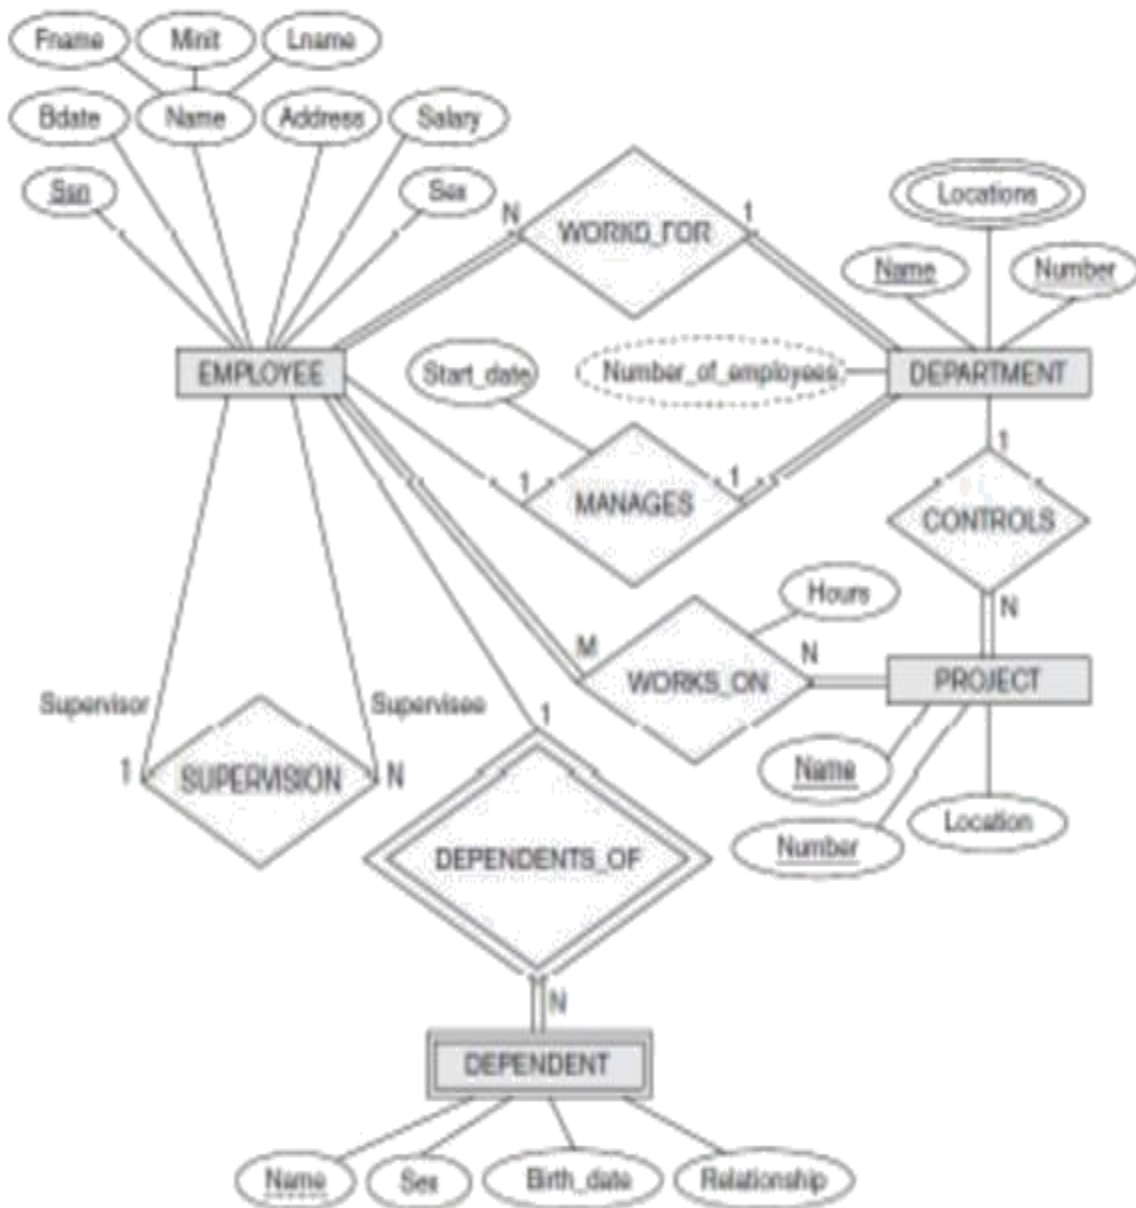 Fname Minit Lname
Bdate Name Address Salary
Ssn Sex
N WORKS_FOR 1
Locations
Name Number
EMPLOYEE
Start_date
Number_of_employees
DEPARTMENT
1 MANAGES 1
1
CONTROLS
N
Hours
M WORKS_ON N
PROJECT
Supervisor Supervisee
1 SUPERVISION N
1
Name
Number
Location
DEPENDENTS_OF
N
DEPENDENT
Name Sex Birth_date Relationship